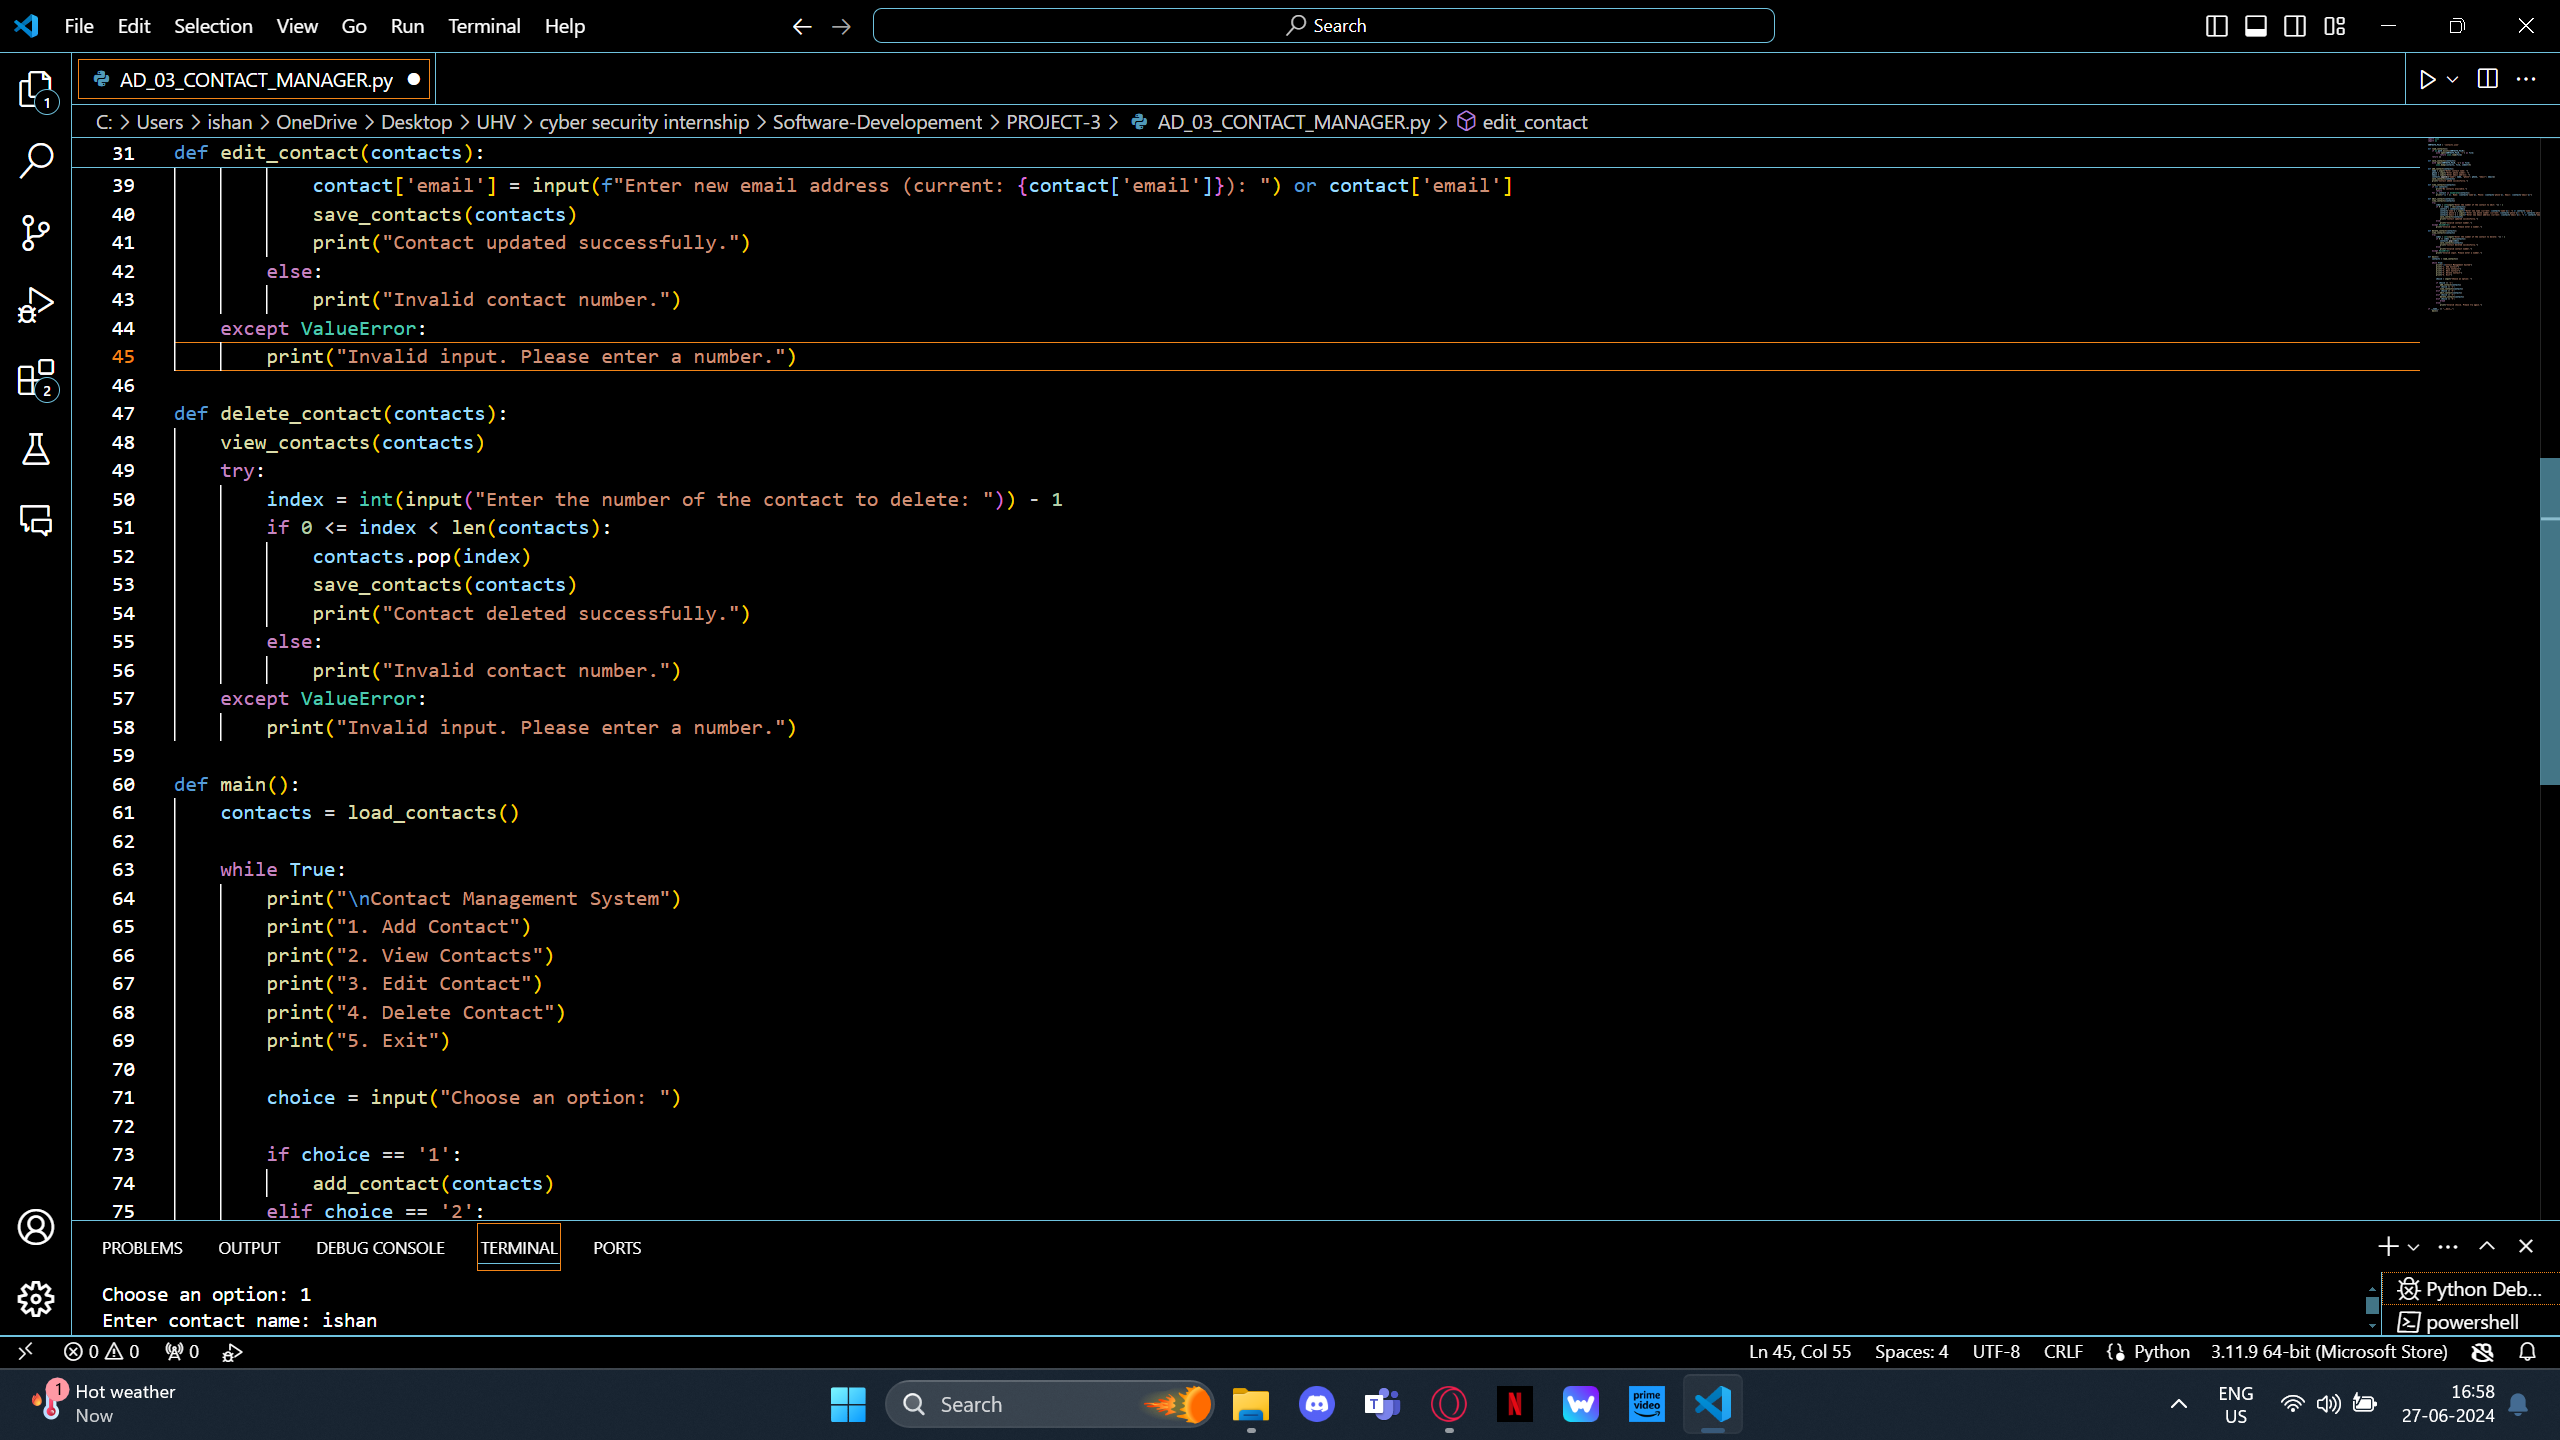 File Edit Selection View Go Run Terminal Help Search
AD_03_CONTACT_MANAGER.py
1
C: > Users > ishan > OneDrive > Desktop > UHV > cyber security internship > Software-Developement > PROJECT-3 > AD_03_CONTACT_MANAGER.py > edit_contact
31 def edit_contact(contacts):
39 contact['email'] = input(f"Enter new email address (current: {contact['email']}): ") or contact['email']
40 save_contacts(contacts)
41 print("Contact updated successfully.")
42 else:
43 print("Invalid contact number.")
44 except ValueError:
45 print("Invalid input. Please enter a number.")
46
2
47 def delete_contact(contacts):
48 view_contacts(contacts)
49 try:
50 index = int(input("Enter the number of the contact to delete: ")) - 1
51 if 0 <= index < len(contacts):
52 contacts.pop(index)
53 save_contacts(contacts)
54 print("Contact deleted successfully.")
55 else:
56 print("Invalid contact number.")
57 except ValueError:
58 print("Invalid input. Please enter a number.")
59
60 def main():
61 contacts = load_contacts()
62
63 while True:
64 print("\nContact Management System")
65 print("1. Add Contact")
66 print("2. View Contacts")
67 print("3. Edit Contact")
68 print("4. Delete Contact")
69 print("5. Exit")
70
71 choice = input("Choose an option: ")
72
73 if choice == '1':
74 add_contact(contacts)
75 elif choice == '2':
PROBLEMS OUTPUT DEBUG CONSOLE TERMINAL PORTS
Choose an option: 1
Enter contact name: ishan
Python Deb...
powershell
0 0 0 Ln 45, Col 55 Spaces: 4 UTF-8 CRLF Python 3.11.9 64-bit (Microsoft Store)
1 Hot weather
Now
Search
prime video
ENG
US
16:58
27-06-2024